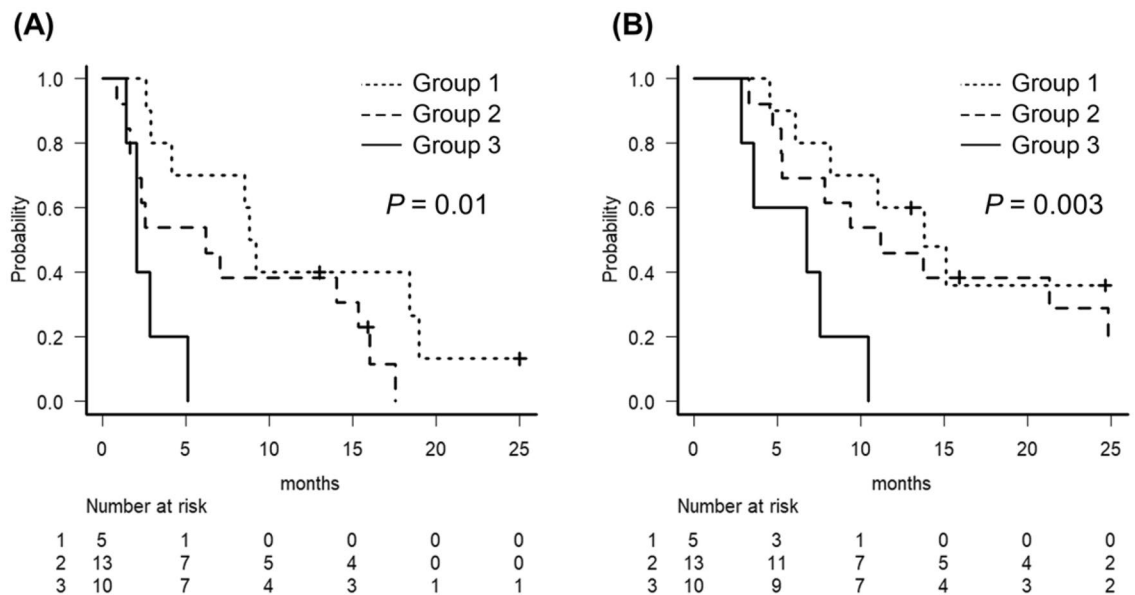 (A)
1.0
0.8
0.6
0.4
0.2
0.0
Probability
Group 1
Group 2
Group 3
P = 0.01
0 5 10 15 20 25
months
Number at risk
1 5 1 0 0 0 0
2 13 7 5 4 0 0
3 10 7 4 3 1 1
(B)
1.0
0.8
0.6
0.4
0.2
0.0
Probability
Group 1
Group 2
Group 3
P = 0.003
0 5 10 15 20 25
months
Number at risk
1 5 3 1 0 0 0
2 13 11 7 5 4 2
3 10 9 7 4 3 2